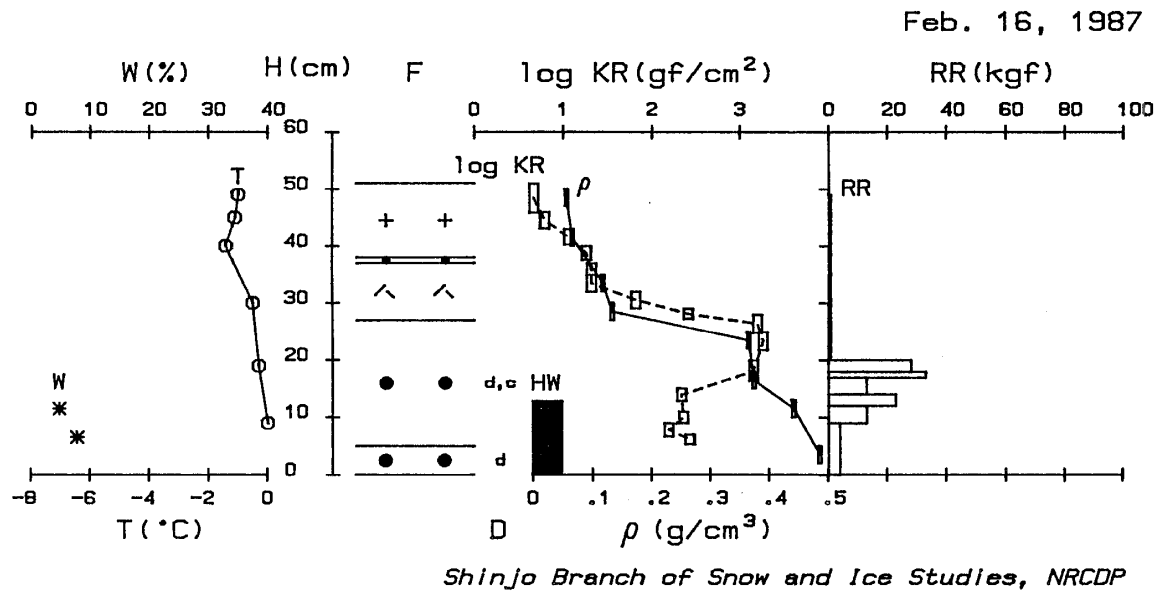 Feb. 16, 1987
W(%) H(cm) F log KR(gf/cm²) RR(kgf)
0 10 20 30 40 0 1 2 3 0 20 40 60 80 100
60
log KR
T 50 ρ RR
40
30
20
W d,c HW
10
d
0
-8 -6 -4 -2 0 0 .1 .2 .3 .4 .5
T(°C) D ρ (g/cm³)
Shinjo Branch of Snow and Ice Studies, NRCDP